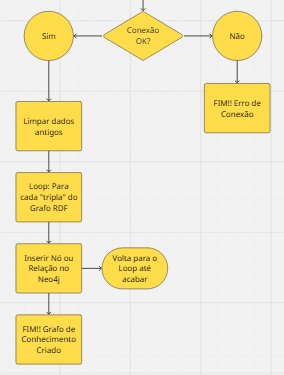 Sim
Conexão
OK?
Não
FIM!! Erro de
Conexão
Limpar dados
antigos
Loop: Para
cada "tripla" do
Grafo RDF
Inserir Nó ou
Relação no
Neo4j
Volta para o
Loop até
acabar
FIM!! Grafo de
Conhecimento
Criado